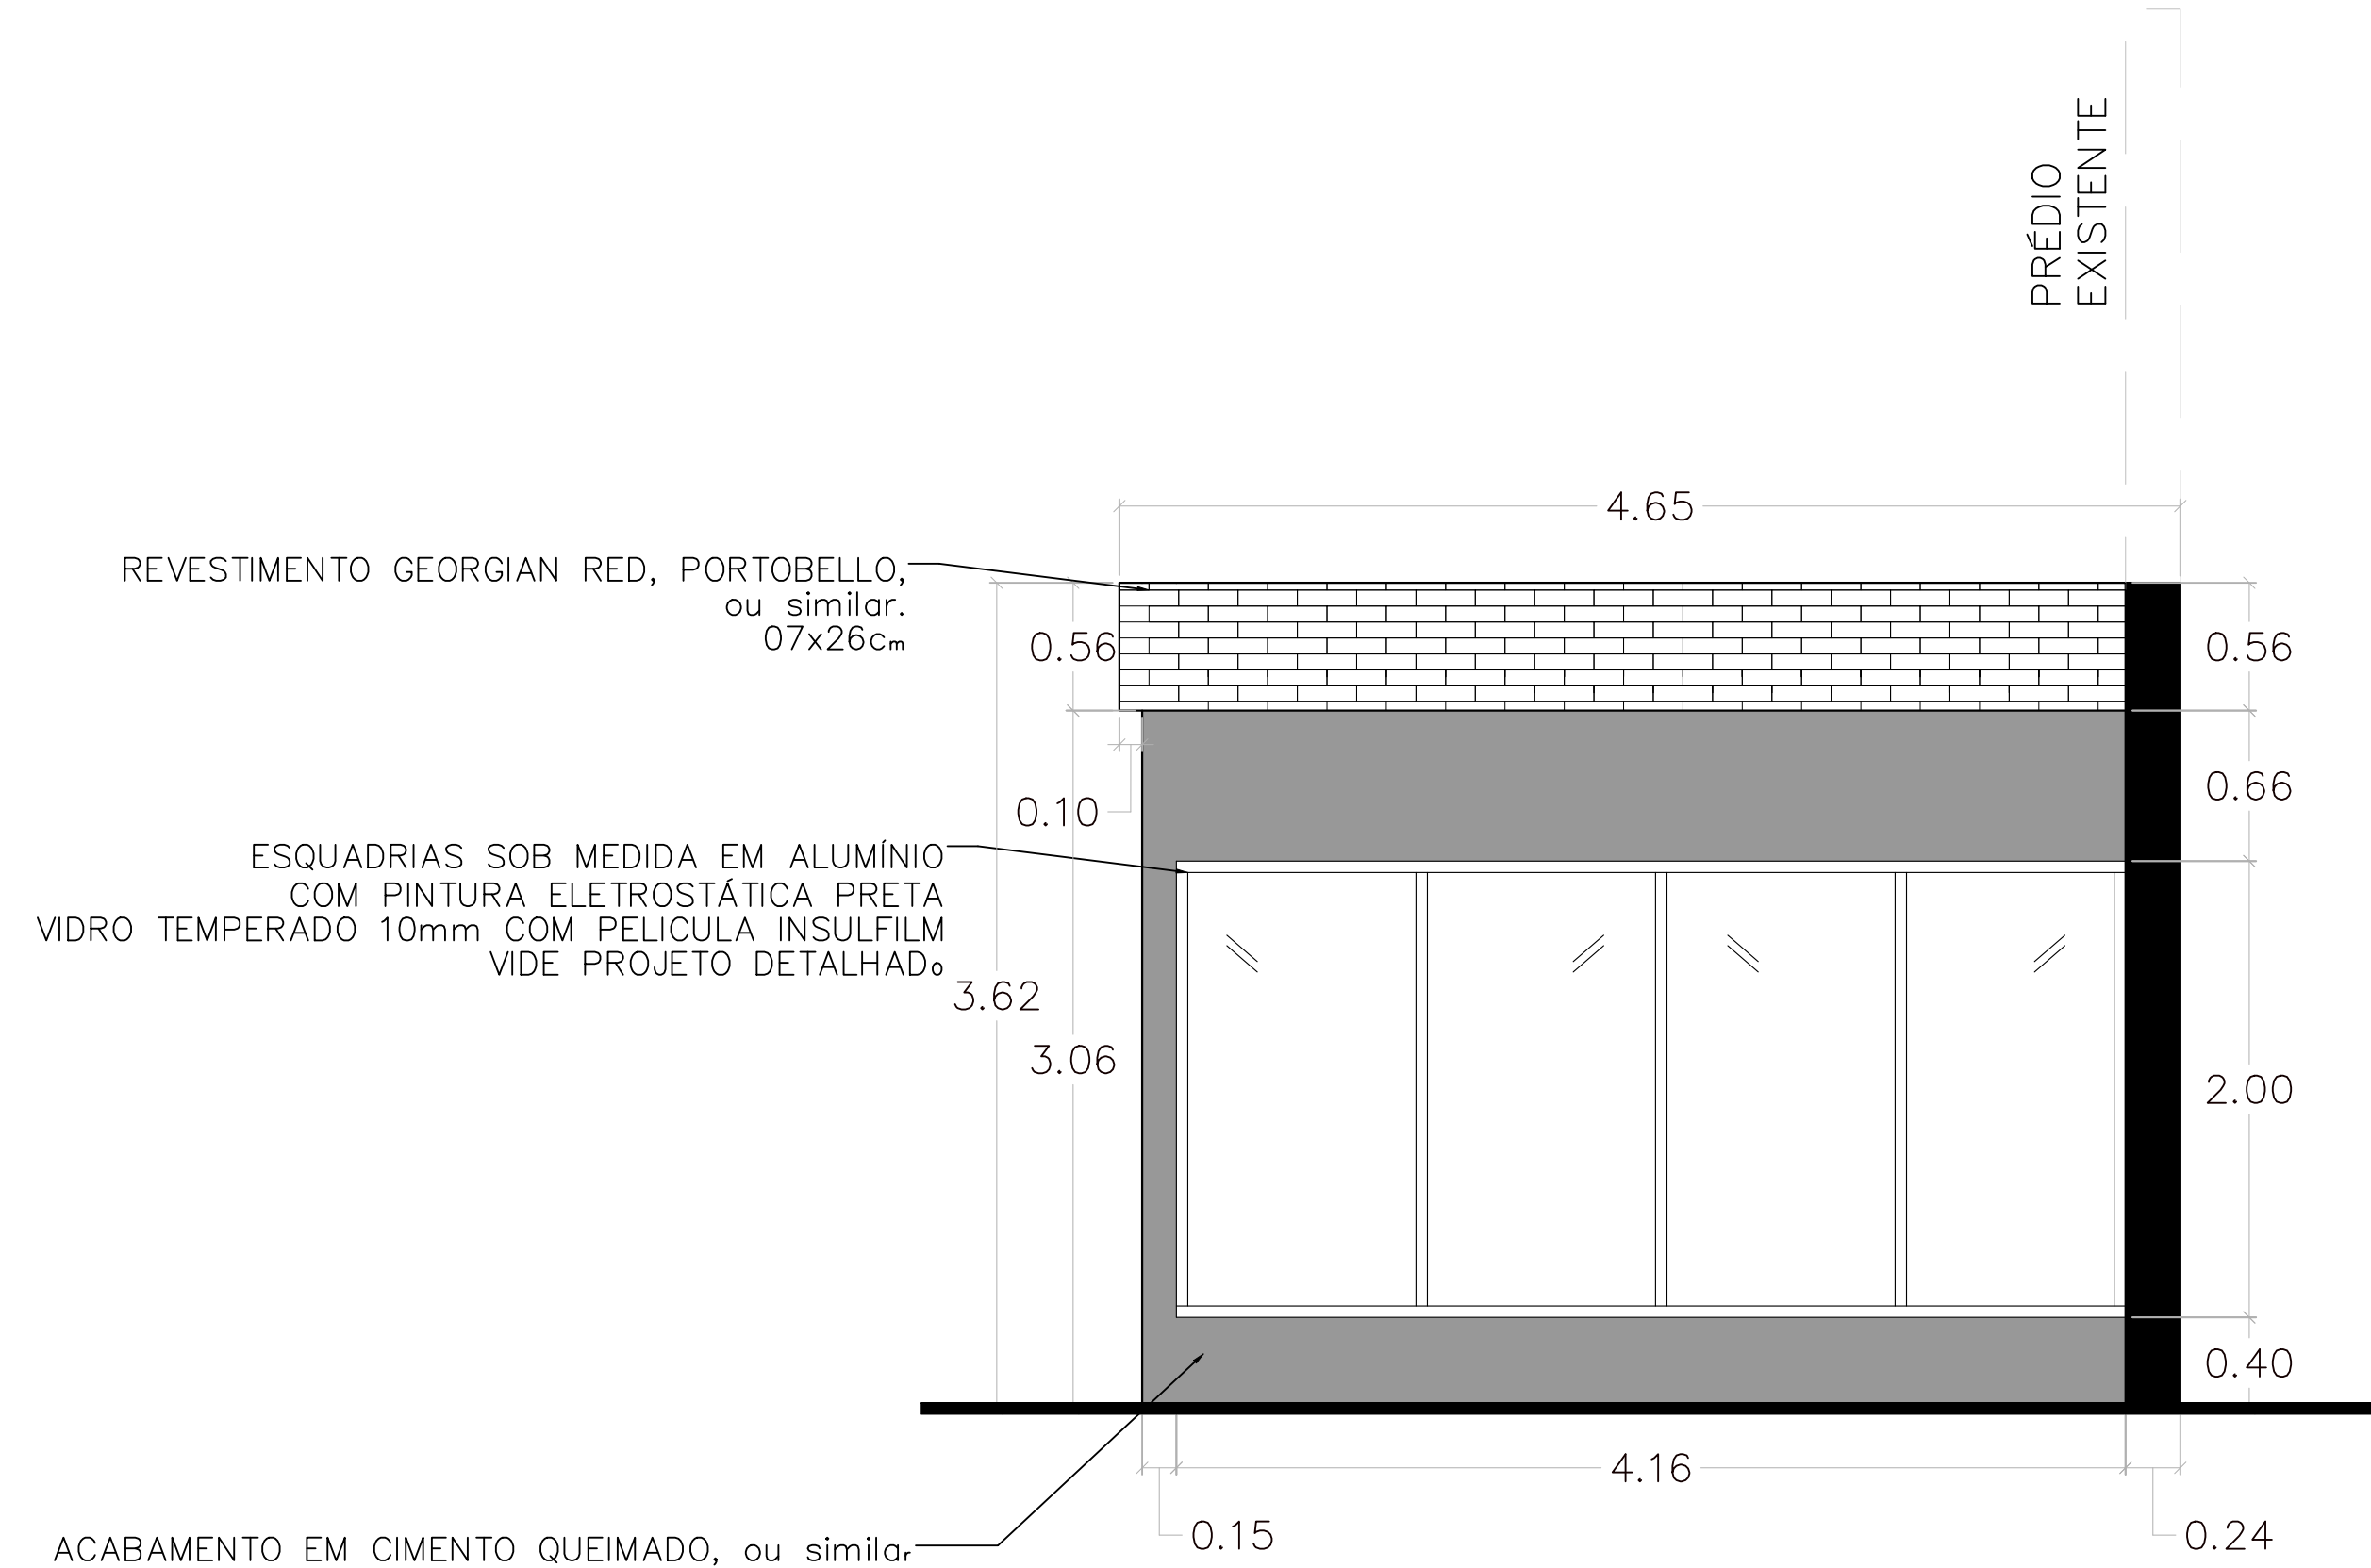 PRÉDIO
EXISTENTE
4.65
REVESTIMENTO GEORGIAN RED, PORTOBELLO,
ou similar.
07x26cm
0.56
0.56
0.66
0.10
ESQUADRIAS SOB MEDIDA EM ALUMÍNIO
COM PINTURA ELETROSTÁTICA PRETA
VIDRO TEMPERADO 10mm COM PELICULA INSULFILM
VIDE PROJETO DETALHADo
3.62
3.06
2.00
0.40
4.16
0.15
0.24
ACABAMENTO EM CIMENTO QUEIMADO, ou similar